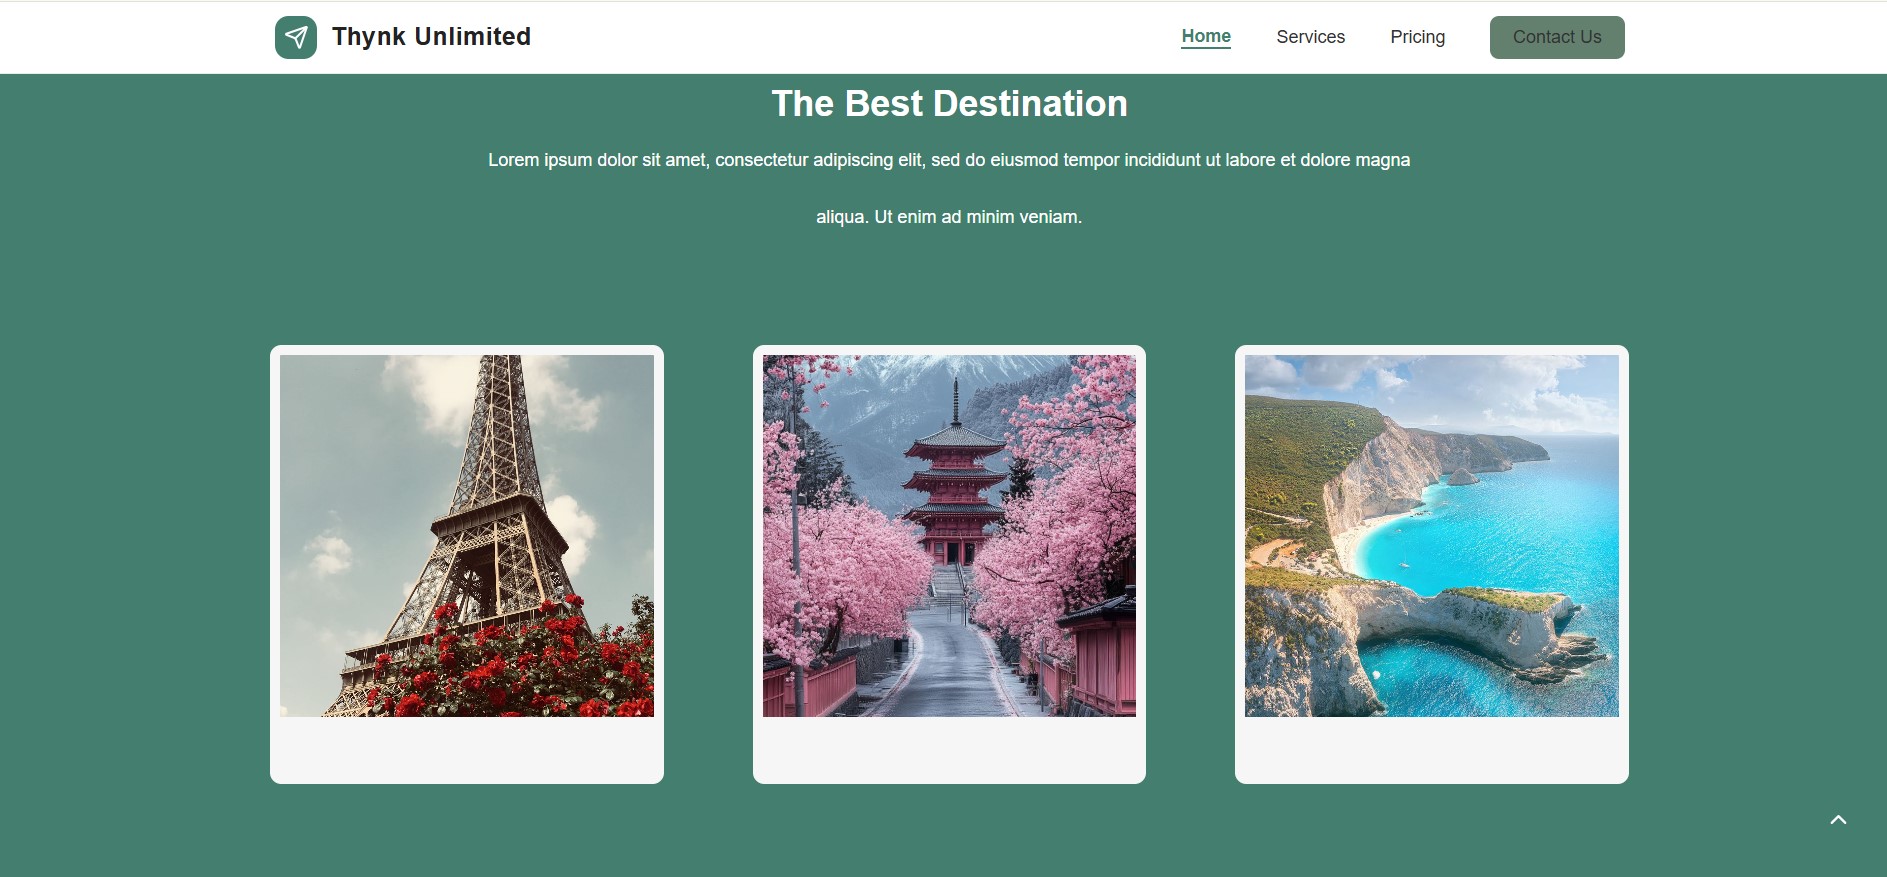 Thynk Unlimited
Home
Services
Pricing
Contact Us
The Best Destination
Lorem ipsum dolor sit amet, consectetur adipiscing elit, sed do eiusmod tempor incididunt ut labore et dolore magna
aliqua. Ut enim ad minim veniam.